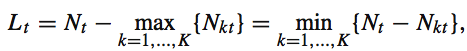 L_t = N_t − max_{k=1,...,K} {N_{kt}} = min_{k=1,...,K} {N_t − N_{kt}},